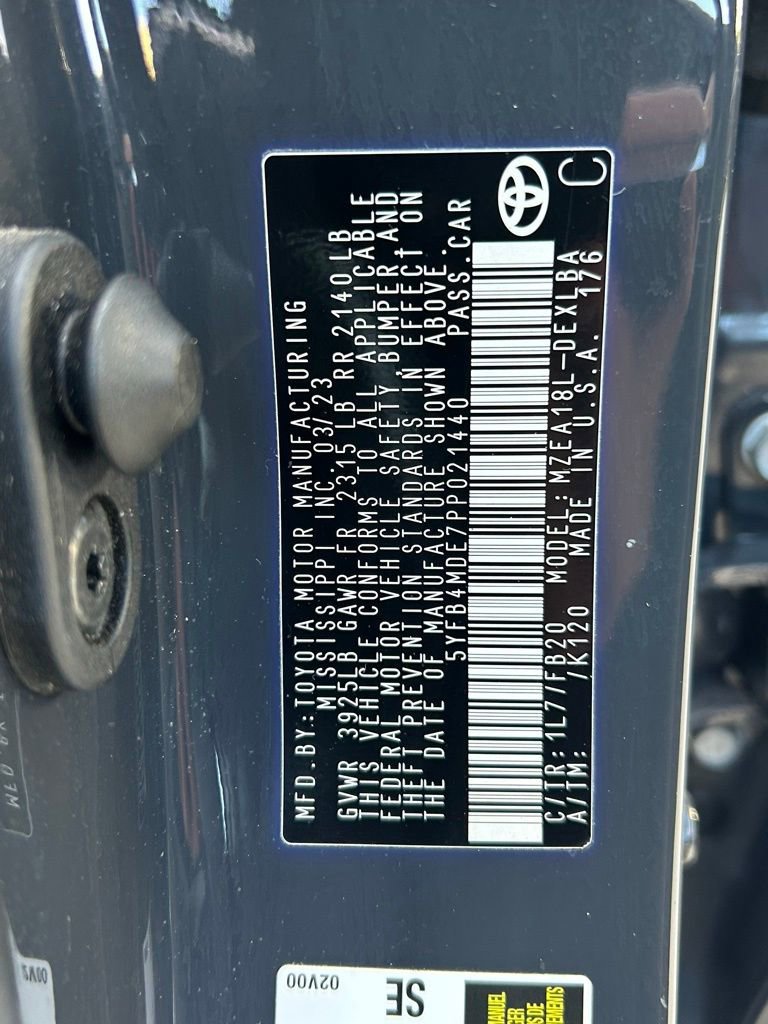 MFD.BY:TOYOTA MOTOR MANUFACTURING
MISSISSIPPI INC. 03/23
GVWR 3925LB GAWR FR 2315 LB RR 2140 LB
THIS VEHICLE CONFORMS TO ALL APPLICABLE
FEDERAL MOTOR VEHICLE SAFETY, BUMPER, AND
THEFT PREVENTION STANDARDS IN EFFECT ON
THE DATE OF MANUFACTURE SHOWN ABOVE.
5YFB4MDE7PP021440 PASS.CAR
C/TR:1L7/FB20 MODEL:MZEA18L-DEXLBA
A/TM: /K120 MADE IN U.S.A. 176
C
02V00
SE